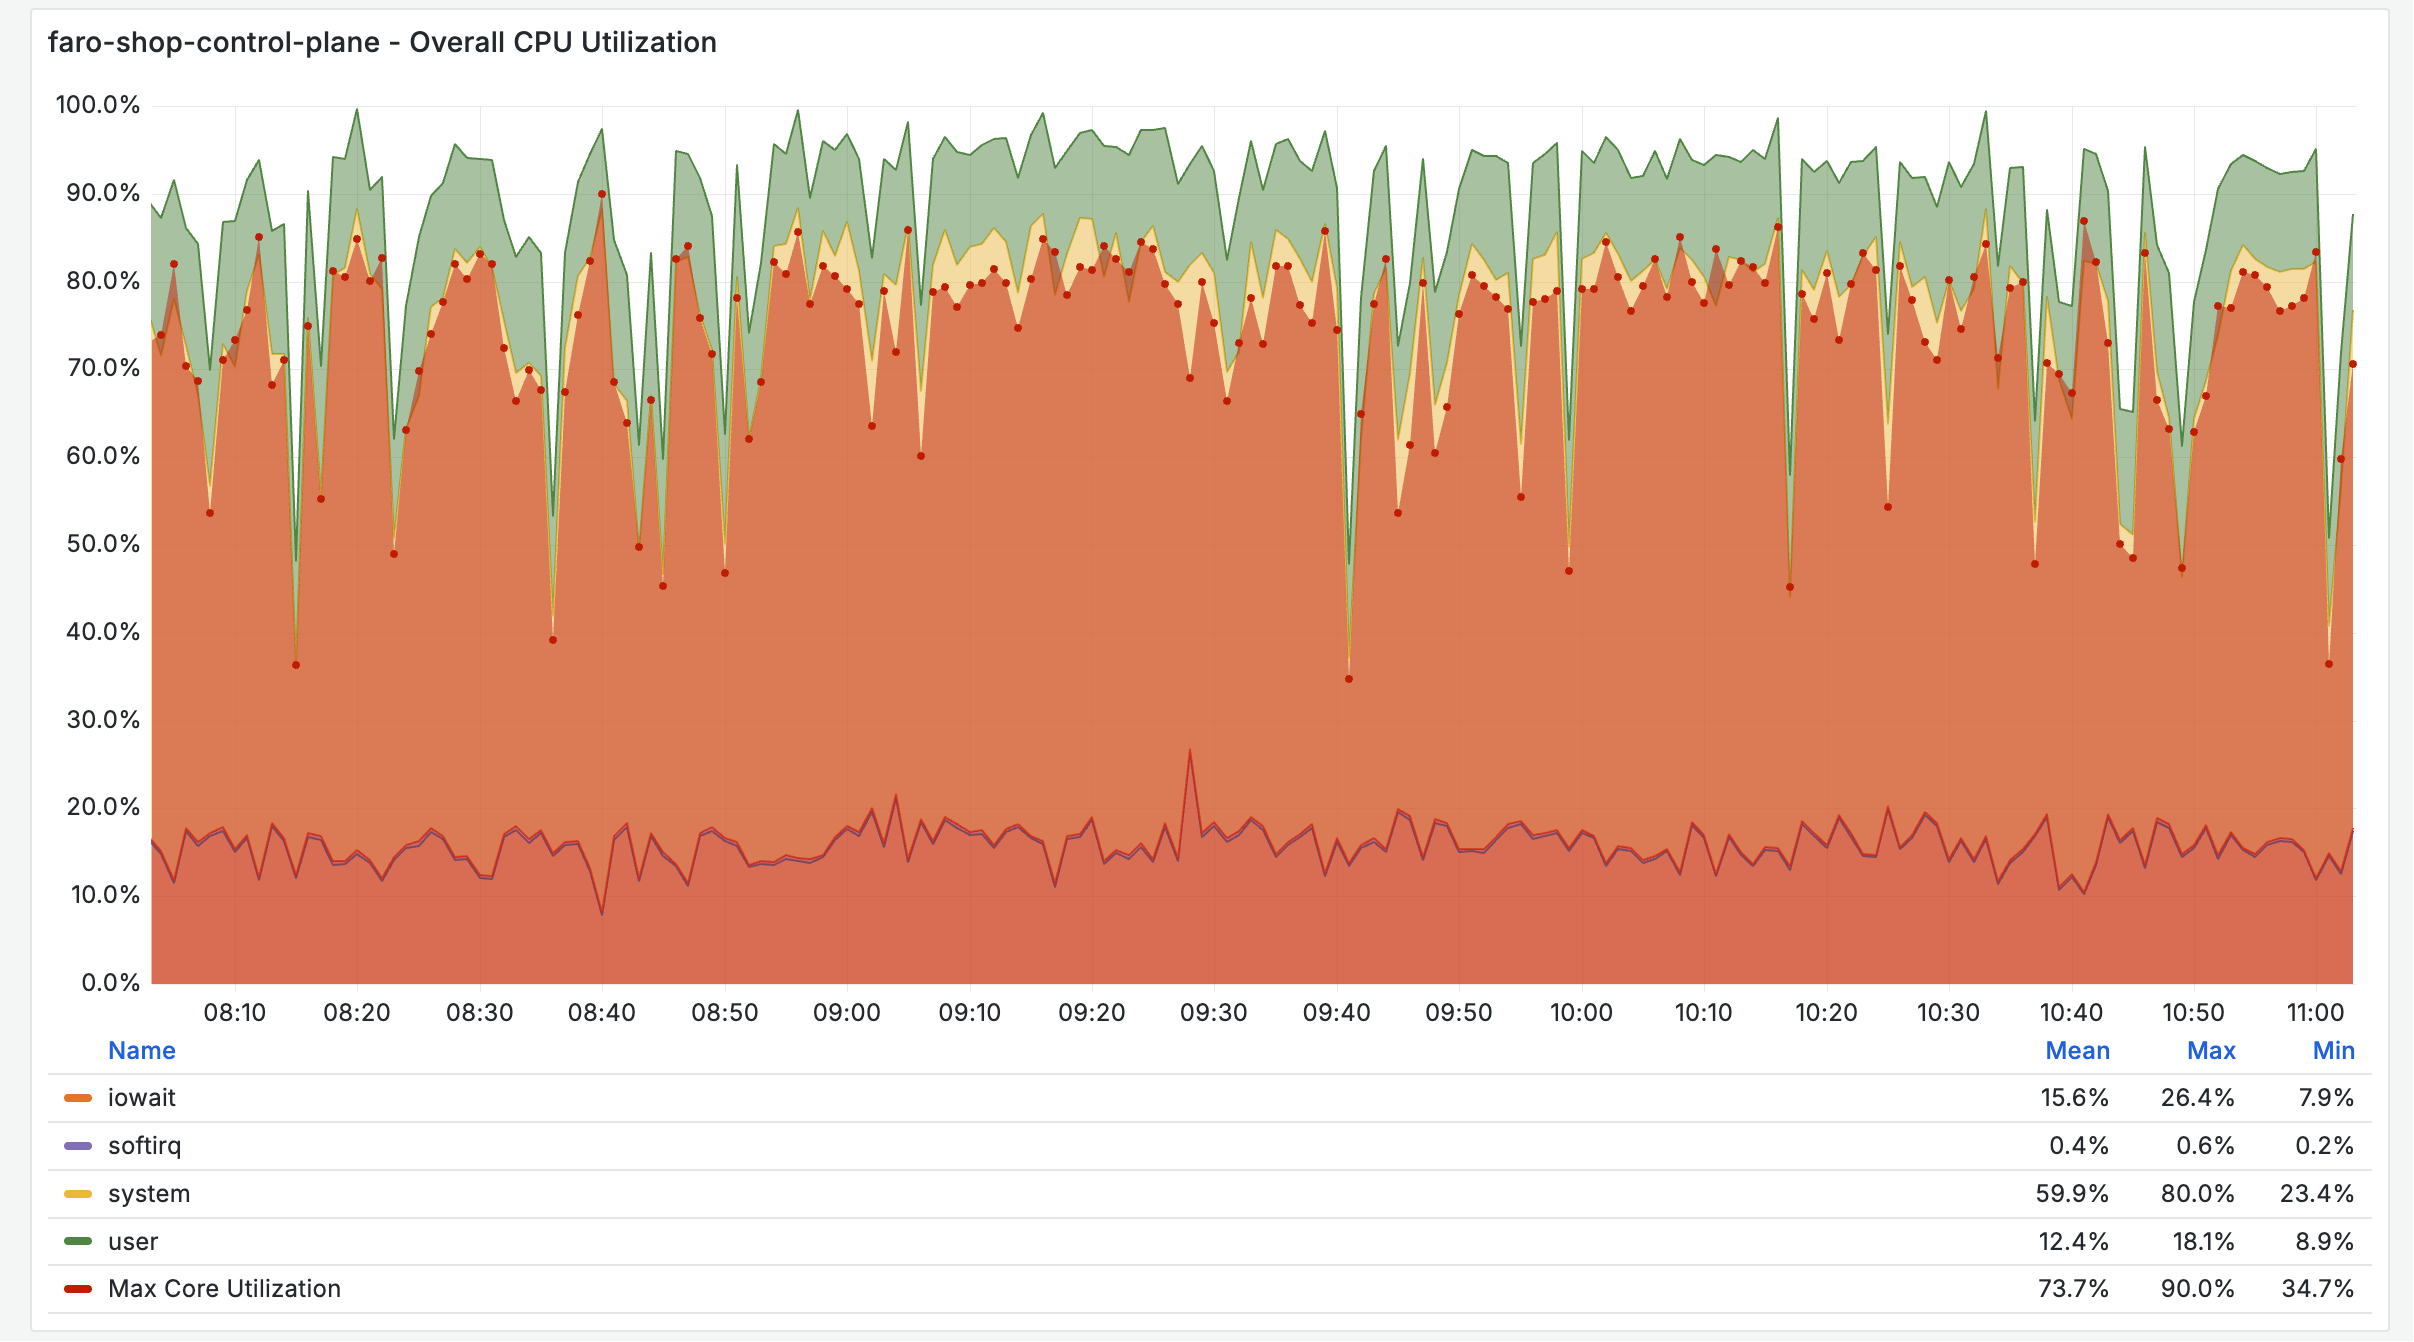 faro-shop-control-plane - Overall CPU Utilization
100.0%
90.0%
80.0%
70.0%
60.0%
50.0%
40.0%
30.0%
20.0%
10.0%
0.0%
08:10 08:20 08:30 08:40 08:50 09:00 09:10 09:20 09:30 09:40 09:50 10:00 10:10 10:20 10:30 10:40 10:50 11:00
Name Mean Max Min
iowait 15.6% 26.4% 7.9%
softirq 0.4% 0.6% 0.2%
system 59.9% 80.0% 23.4%
user 12.4% 18.1% 8.9%
Max Core Utilization 73.7% 90.0% 34.7%